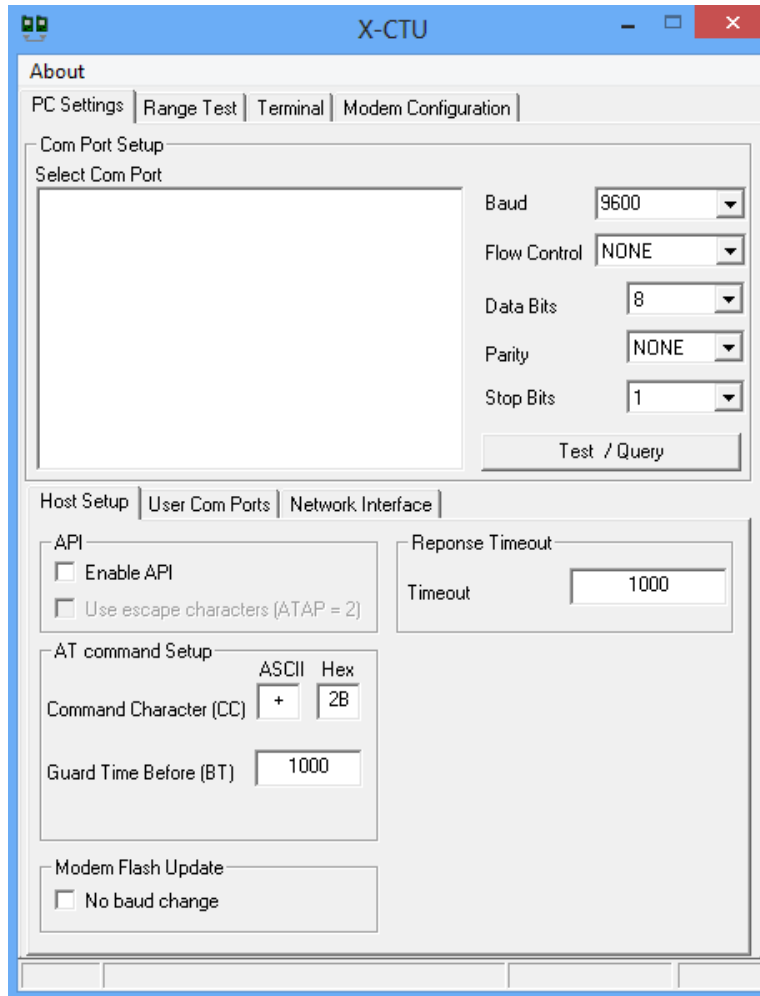 X-CTU
About
PC Settings Range Test Terminal Modem Configuration
Com Port Setup
Select Com Port
Baud 9600
Flow Control NONE
Data Bits 8
Parity NONE
Stop Bits 1
Test / Query
Host Setup User Com Ports Network Interface
API
Enable API
Use escape characters (ATAP = 2)
Reponse Timeout
Timeout 1000
AT command Setup
ASCII Hex
Command Character (CC) + 2B
Guard Time Before (BT) 1000
Modem Flash Update
No baud change